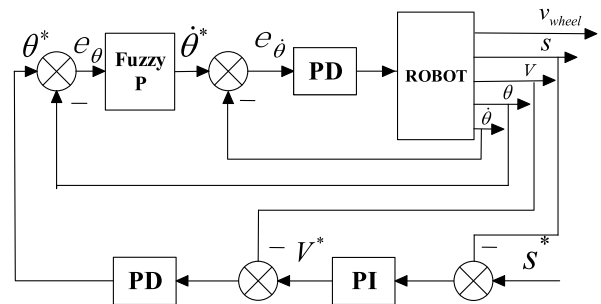 θ* e_θ Fuzzy P θ̇* e_θ̇ PD ROBOT v_wheel
s
V
θ
θ̇
− −
− V* − s*
PD PI